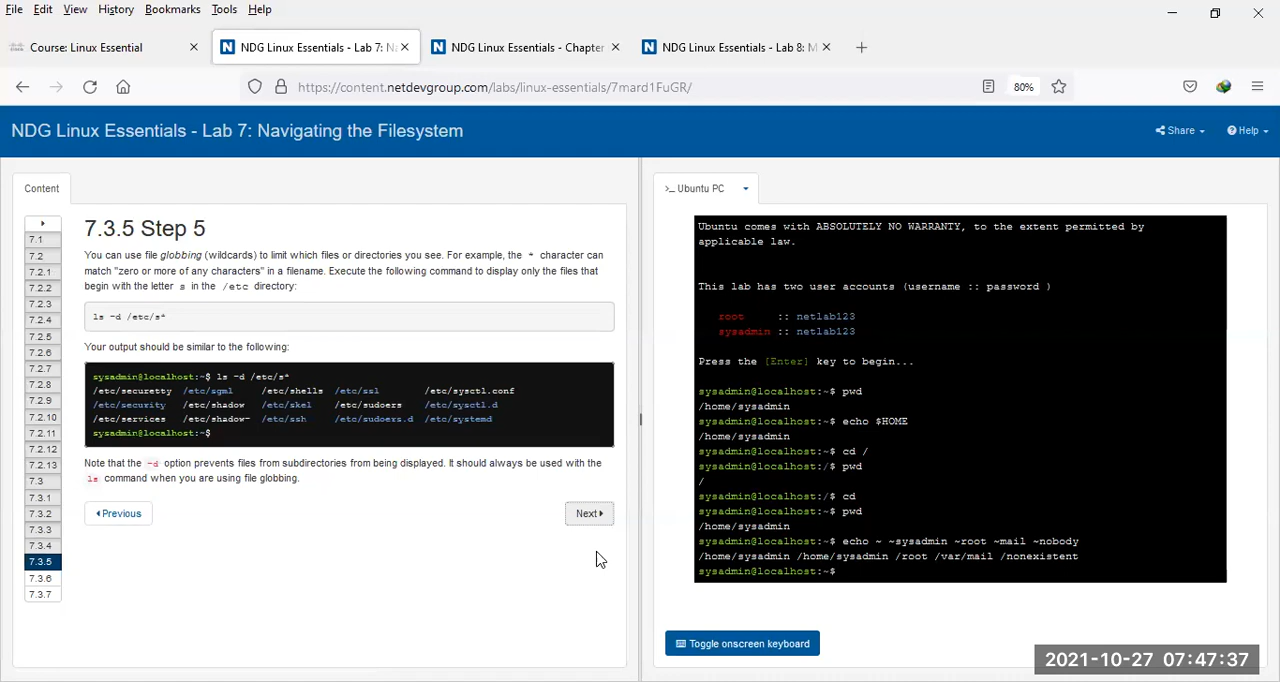 File Edit View History Bookmarks Tools Help
Course: Linux Essential
NDG Linux Essentials - Lab 7: Na
NDG Linux Essentials - Chapter
NDG Linux Essentials - Lab 8: M
https://content.netdevgroup.com/labs/linux-essentials/7mard1FuGR/
80%
NDG Linux Essentials - Lab 7: Navigating the Filesystem
Share
Help
Content
7.1
7.2
7.2.1
7.2.2
7.2.3
7.2.4
7.2.5
7.2.6
7.2.7
7.2.8
7.2.9
7.2.10
7.2.11
7.2.12
7.2.13
7.3
7.3.1
7.3.2
7.3.3
7.3.4
7.3.5
7.3.6
7.3.7
7.3.5 Step 5
You can use file globbing (wildcards) to limit which files or directories you see. For example, the * character can
match "zero or more of any characters" in a filename. Execute the following command to display only the files that
begin with the letter s in the /etc directory:
ls -d /etc/s*
Your output should be similar to the following:
sysadmin@localhost:~$ ls -d /etc/s*
/etc/securetty /etc/sgml /etc/shells /etc/ssl /etc/sysctl.conf
/etc/security /etc/shadow /etc/skel /etc/sudoers /etc/sysctl.d
/etc/services /etc/shadow- /etc/ssh /etc/sudoers.d /etc/systemd
sysadmin@localhost:~$
Note that the -d option prevents files from subdirectories from being displayed. It should always be used with the
ls command when you are using file globbing.
Previous
Next
>_ Ubuntu PC
Ubuntu comes with ABSOLUTELY NO WARRANTY, to the extent permitted by
applicable law.
This lab has two user accounts (username :: password )
root :: netlab123
sysadmin :: netlab123
Press the [Enter] key to begin...
sysadmin@localhost:~$ pwd
/home/sysadmin
sysadmin@localhost:~$ echo $HOME
/home/sysadmin
sysadmin@localhost:~$ cd /
sysadmin@localhost:/$ pwd
/
sysadmin@localhost:/$ cd
sysadmin@localhost:~$ pwd
/home/sysadmin
sysadmin@localhost:~$ echo ~ ~sysadmin ~root ~mail ~nobody
/home/sysadmin /home/sysadmin /root /var/mail /nonexistent
sysadmin@localhost:~$
Toggle onscreen keyboard
2021-10-27 07:47:37